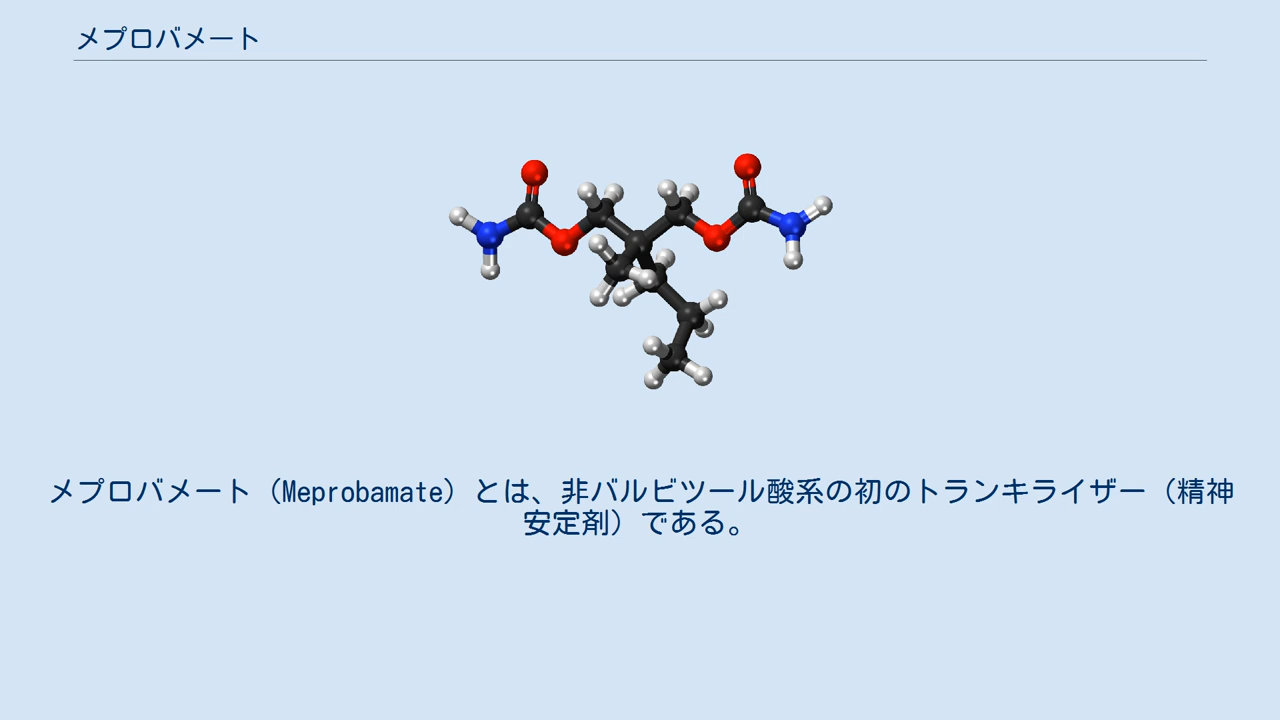 メプロバメート
メプロバメート（Meprobamate）とは、非バルビツール酸系の初のトランキライザー（精神
安定剤）である。